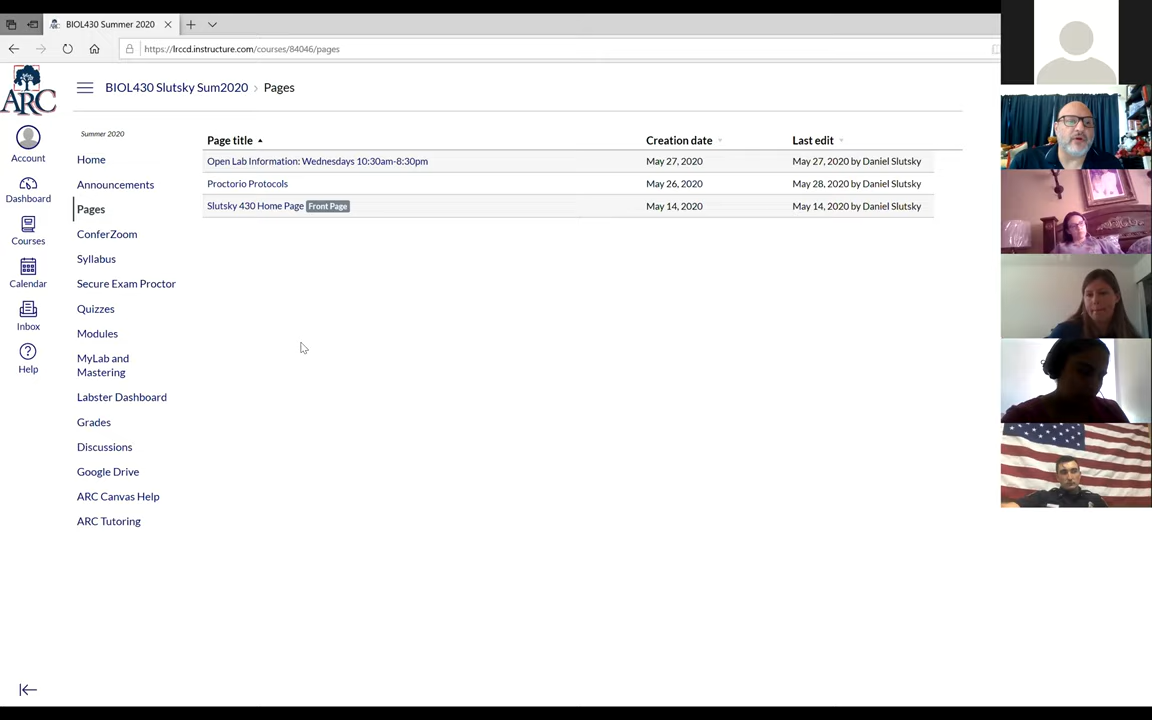 BIOL430 Summer 2020
https://lrccd.instructure.com/courses/84046/pages
ARC
BIOL430 Slutsky Sum2020 › Pages
Account
Dashboard
Courses
Calendar
Inbox
Help
Summer 2020
Home
Announcements
Pages
ConferZoom
Syllabus
Secure Exam Proctor
Quizzes
Modules
MyLab and
Mastering
Labster Dashboard
Grades
Discussions
Google Drive
ARC Canvas Help
ARC Tutoring
Page title Creation date Last edit
Open Lab Information: Wednesdays 10:30am-8:30pm May 27, 2020 May 27, 2020 by Daniel Slutsky
Proctorio Protocols May 26, 2020 May 28, 2020 by Daniel Slutsky
Slutsky 430 Home Page Front Page May 14, 2020 May 14, 2020 by Daniel Slutsky